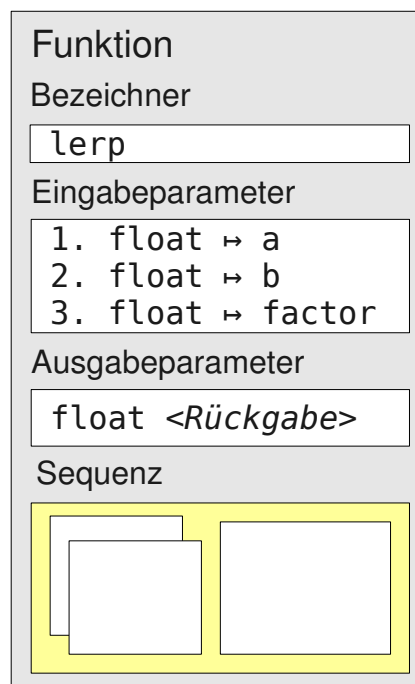 Funktion
Bezeichner
lerp
Eingabeparameter
1. float ↦ a
2. float ↦ b
3. float ↦ factor
Ausgabeparameter
float <Rückgabe>
Sequenz